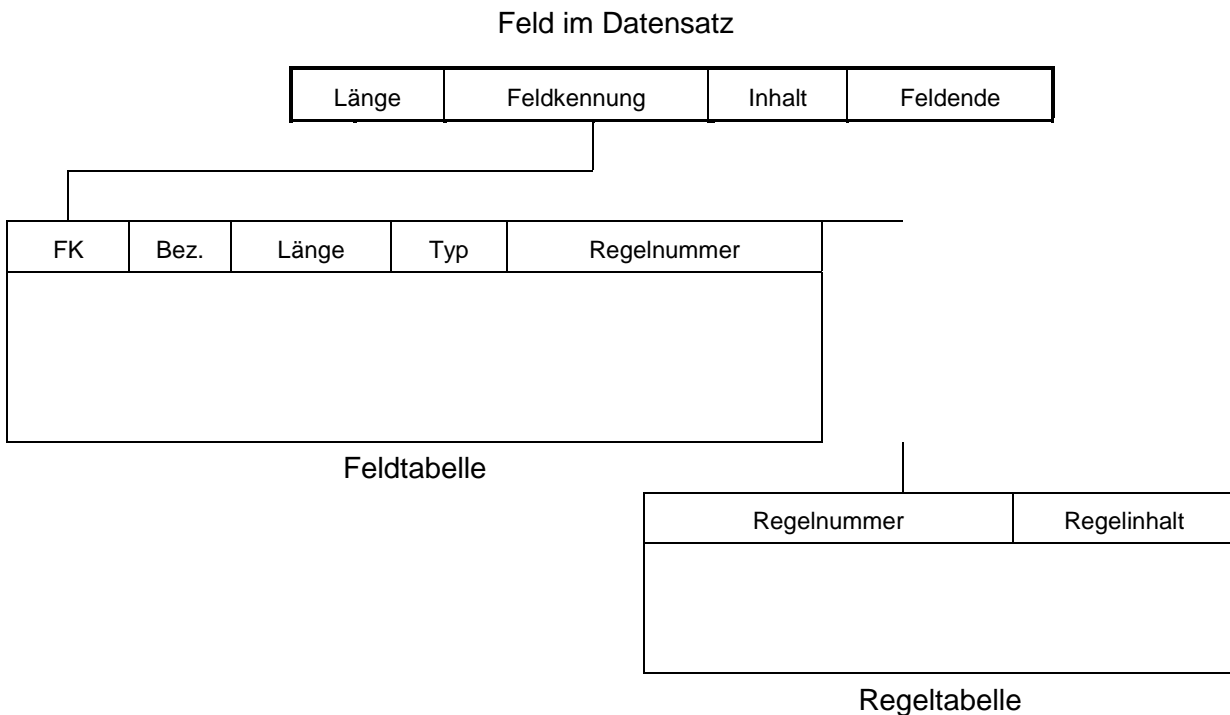 Feld im Datensatz
Länge Feldkennung Inhalt Feldende
FK Bez. Länge Typ Regelnummer
Feldtabelle
Regelnummer Regelinhalt
Regeltabelle